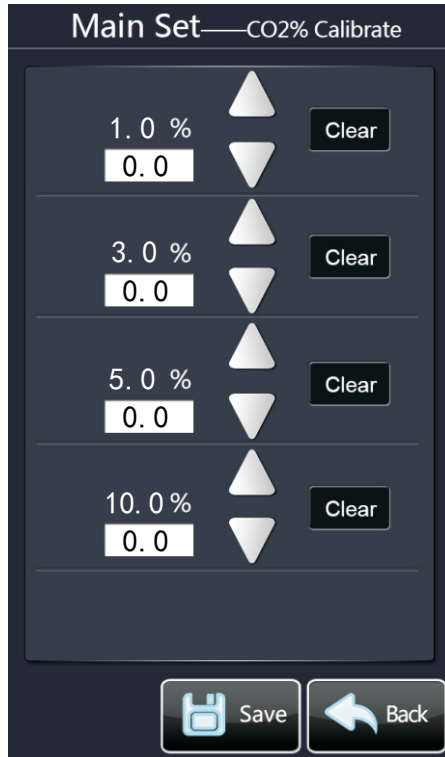 Main Set——CO2% Calibrate
1.0 %
Clear
0.0
3.0 %
Clear
0.0
5.0 %
Clear
0.0
10.0%
Clear
0.0
Save
Back